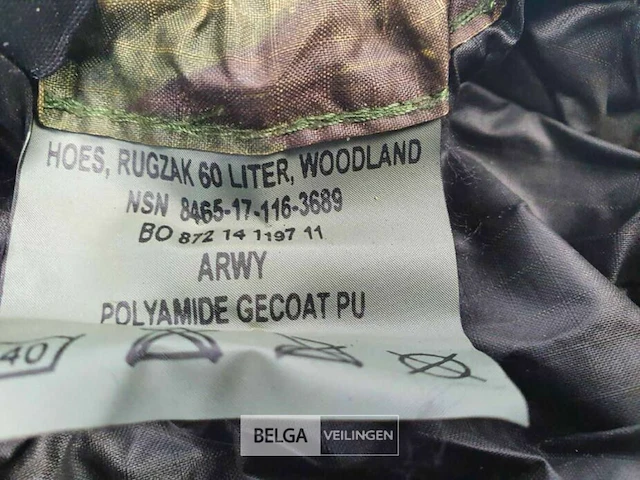 HOES, RUGZAK 60 LITER, WOODLAND
NSN 8465-17-116-3689
BO 872 14 1197 11
ARWY
POLYAMIDE GECOAT PU
40
BELGA VEILINGEN